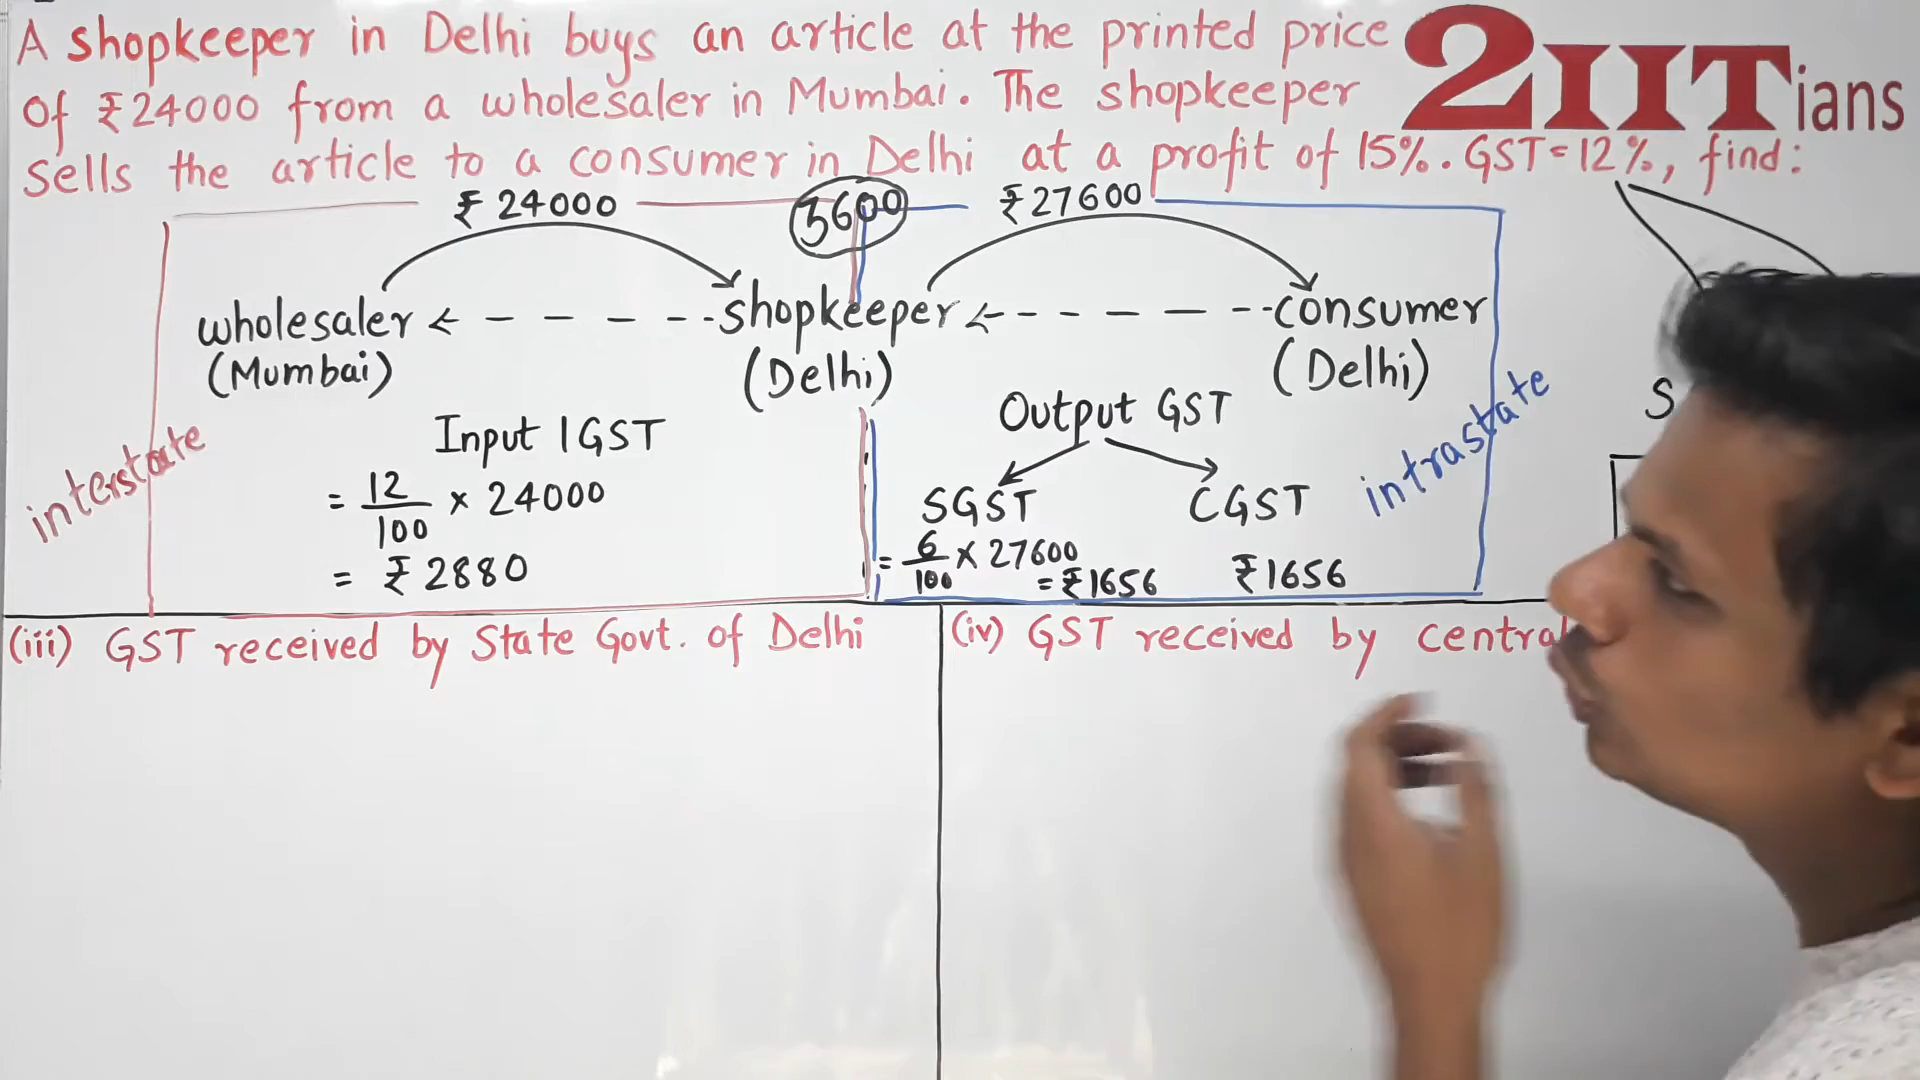 A shopkeeper in Delhi buys an article at the printed price
of ₹24000 from a wholesaler in Mumbai. The shopkeeper
sells the article to a consumer in Delhi at a profit of 15%. GST=12%, find:
2IITians
₹24000 3600 ₹27600
wholesaler shopkeeper consumer
(Mumbai) (Delhi) (Delhi)
interstate
Input IGST
= 12/100 × 24000
= ₹2880
Output GST
SGST CGST
= 6/100 × 27600
= ₹1656 ₹1656
intrastate
S
(iii) GST received by State Govt. of Delhi
(iv) GST received by central